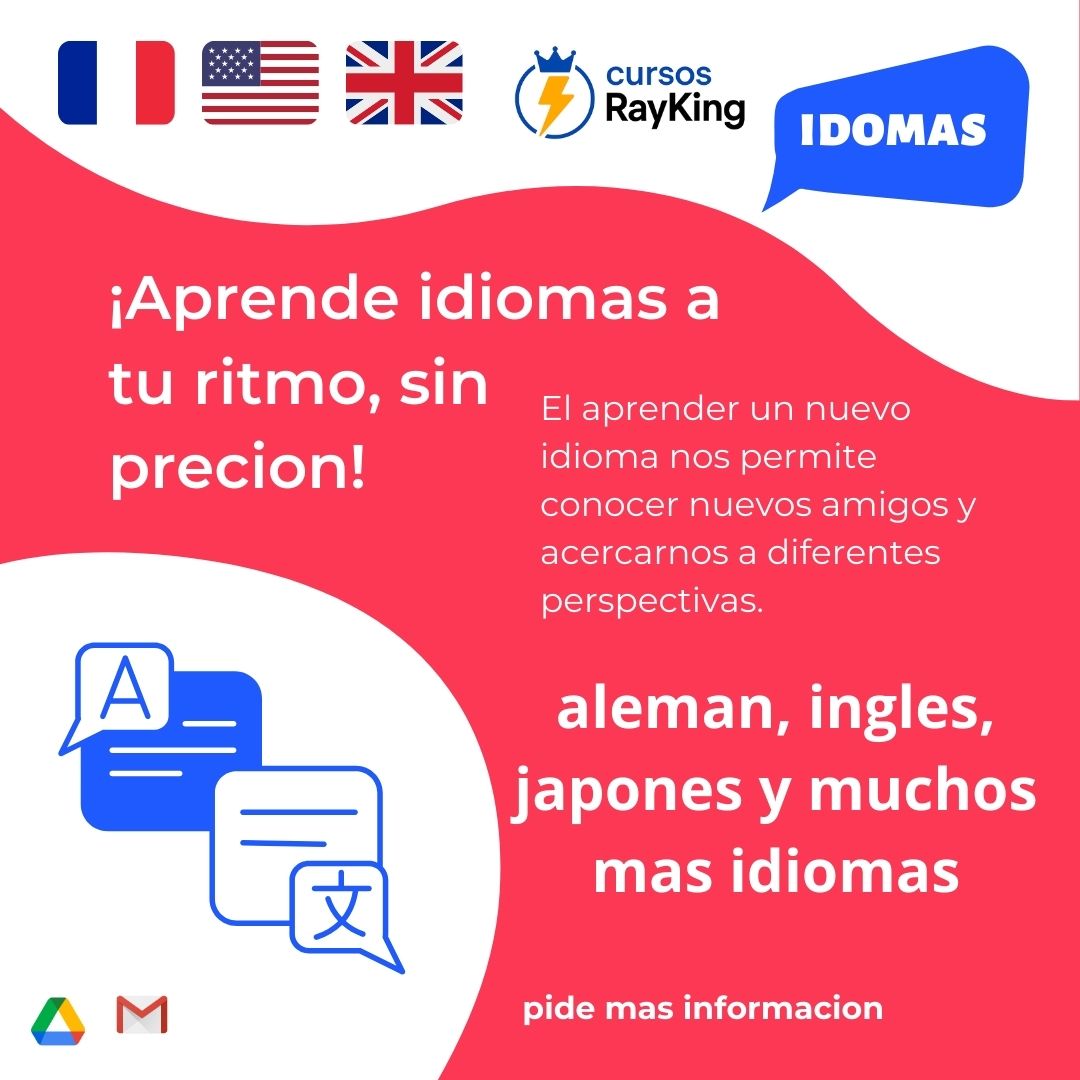 cursos
RayKing
IDOMAS
¡Aprende idiomas a
tu ritmo, sin
precion!
El aprender un nuevo
idioma nos permite
conocer nuevos amigos y
acercarnos a diferentes
perspectivas.
A
文
aleman, ingles,
japones y muchos
mas idiomas
pide mas informacion